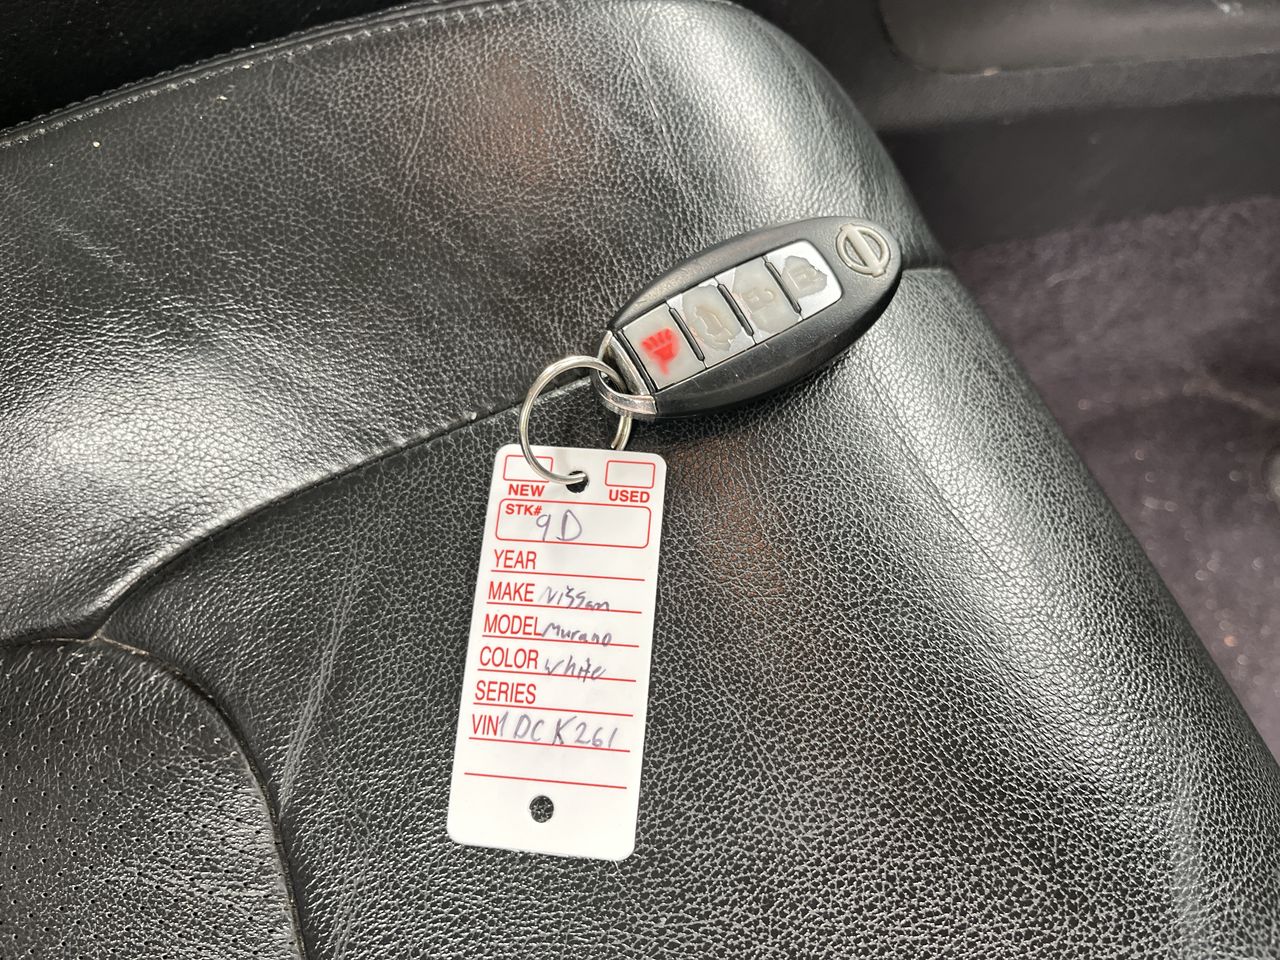 NEW USED
STK# 9D
YEAR
MAKE Nissan
MODEL Murano
COLOR white
SERIES
VIN 1DCK261